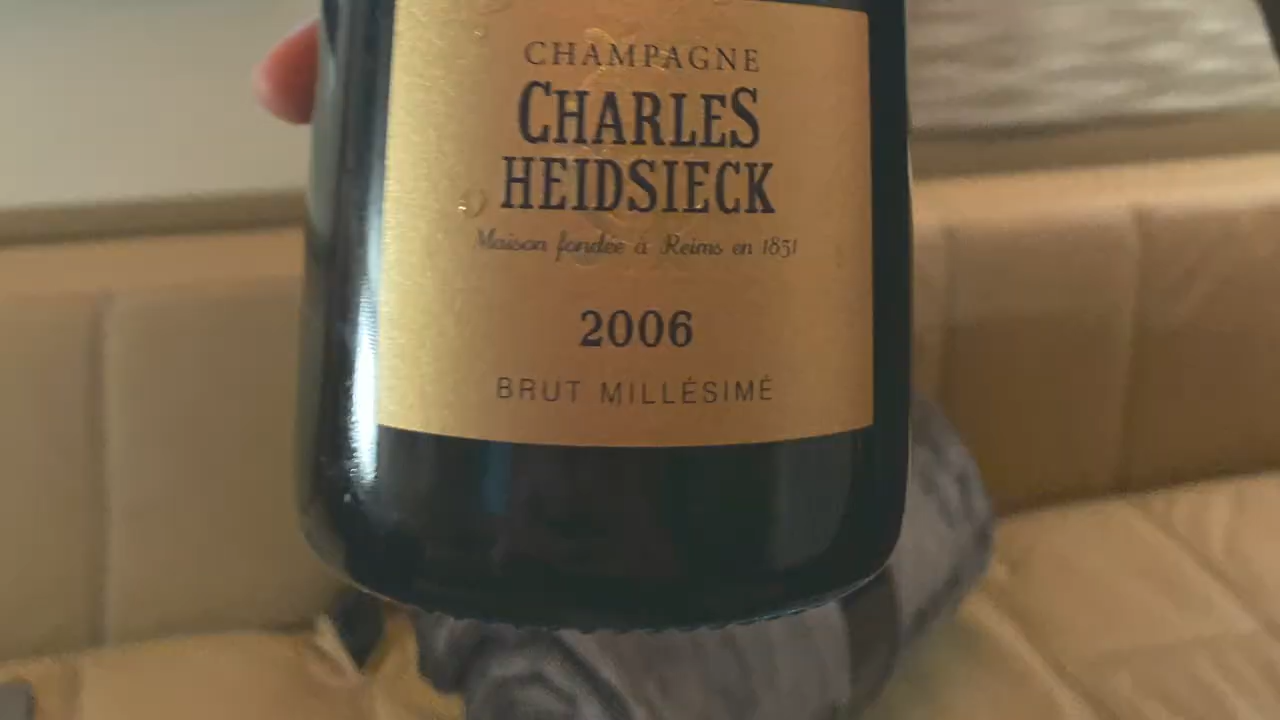 CHAMPAGNE
CHARLES
HEIDSIECK
Maison fondée à Reims en 1851
2006
BRUT MILLÉSIMÉ